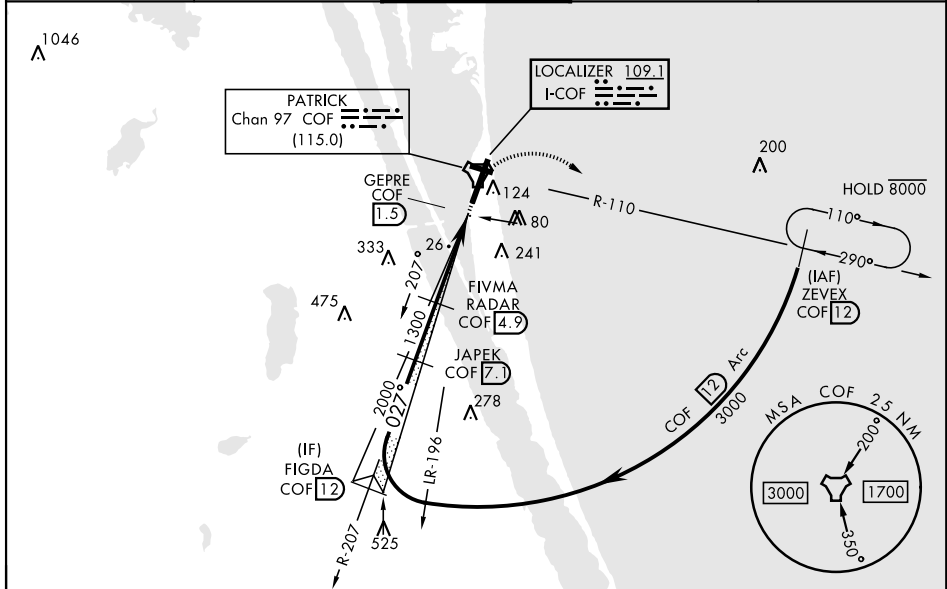 1046
LOCALIZER 109.1
I-COF
PATRICK
Chan 97 COF
(115.0)
200
GEPRE
COF
1.5
124
HOLD 8000
R-110
80
110°
333
26
241
290°
207°
(IAF)
ZEVEX
COF 12
FIVMA
RADAR
COF 4.9
475
1300
JAPEK
COF 7.1
COF 12 Arc
3000
2000
027°
278
MSA COF 25 NM
200°
(IF)
FIGDA
COF 12
LR-196
3000
1700
350°
525
R-207